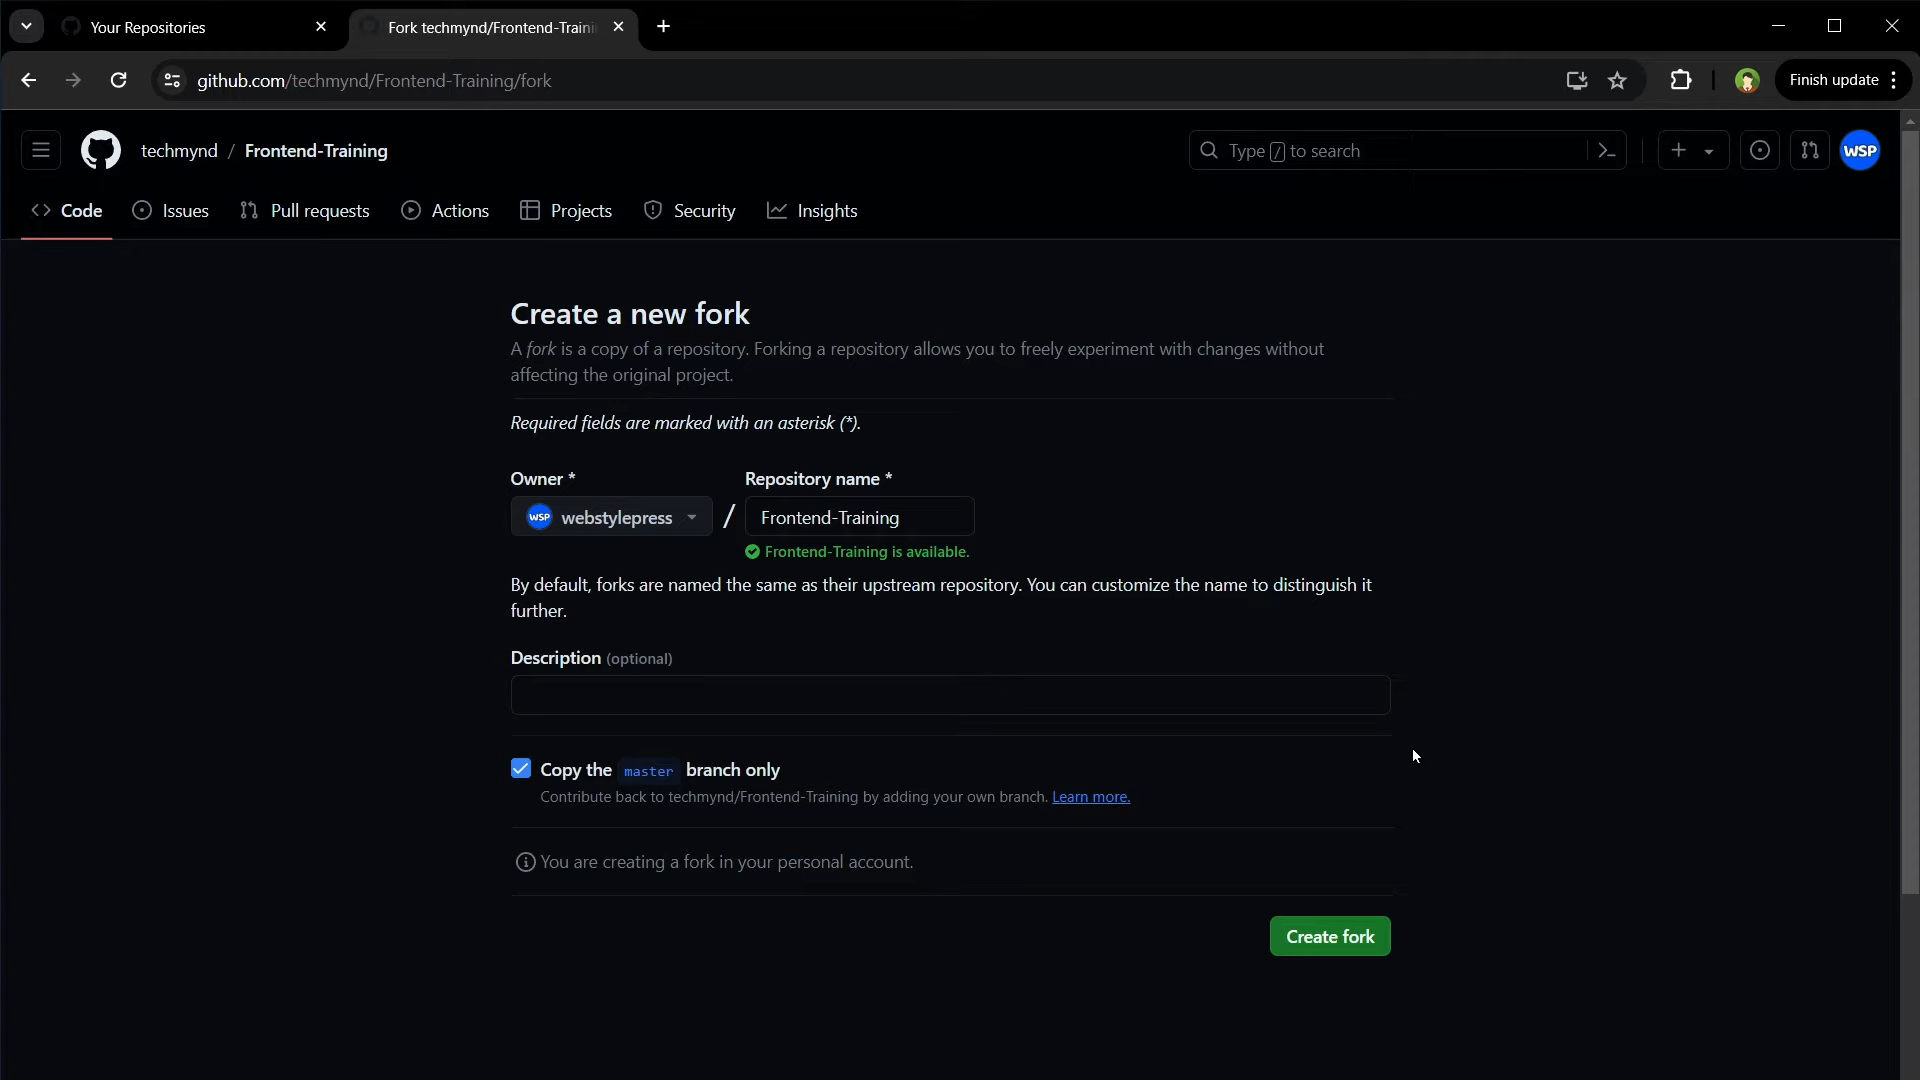 Your Repositories
Fork techmynd/Frontend-Traini
github.com/techmynd/Frontend-Training/fork
Finish update
techmynd / Frontend-Training
Type / to search
WSP
Code
Issues
Pull requests
Actions
Projects
Security
Insights
Create a new fork
A fork is a copy of a repository. Forking a repository allows you to freely experiment with changes without
affecting the original project.
Required fields are marked with an asterisk (*).
Owner *
Repository name *
WSP webstylepress / Frontend-Training
Frontend-Training is available.
By default, forks are named the same as their upstream repository. You can customize the name to distinguish it
further.
Description (optional)
Copy the master branch only
Contribute back to techmynd/Frontend-Training by adding your own branch. Learn more.
You are creating a fork in your personal account.
Create fork